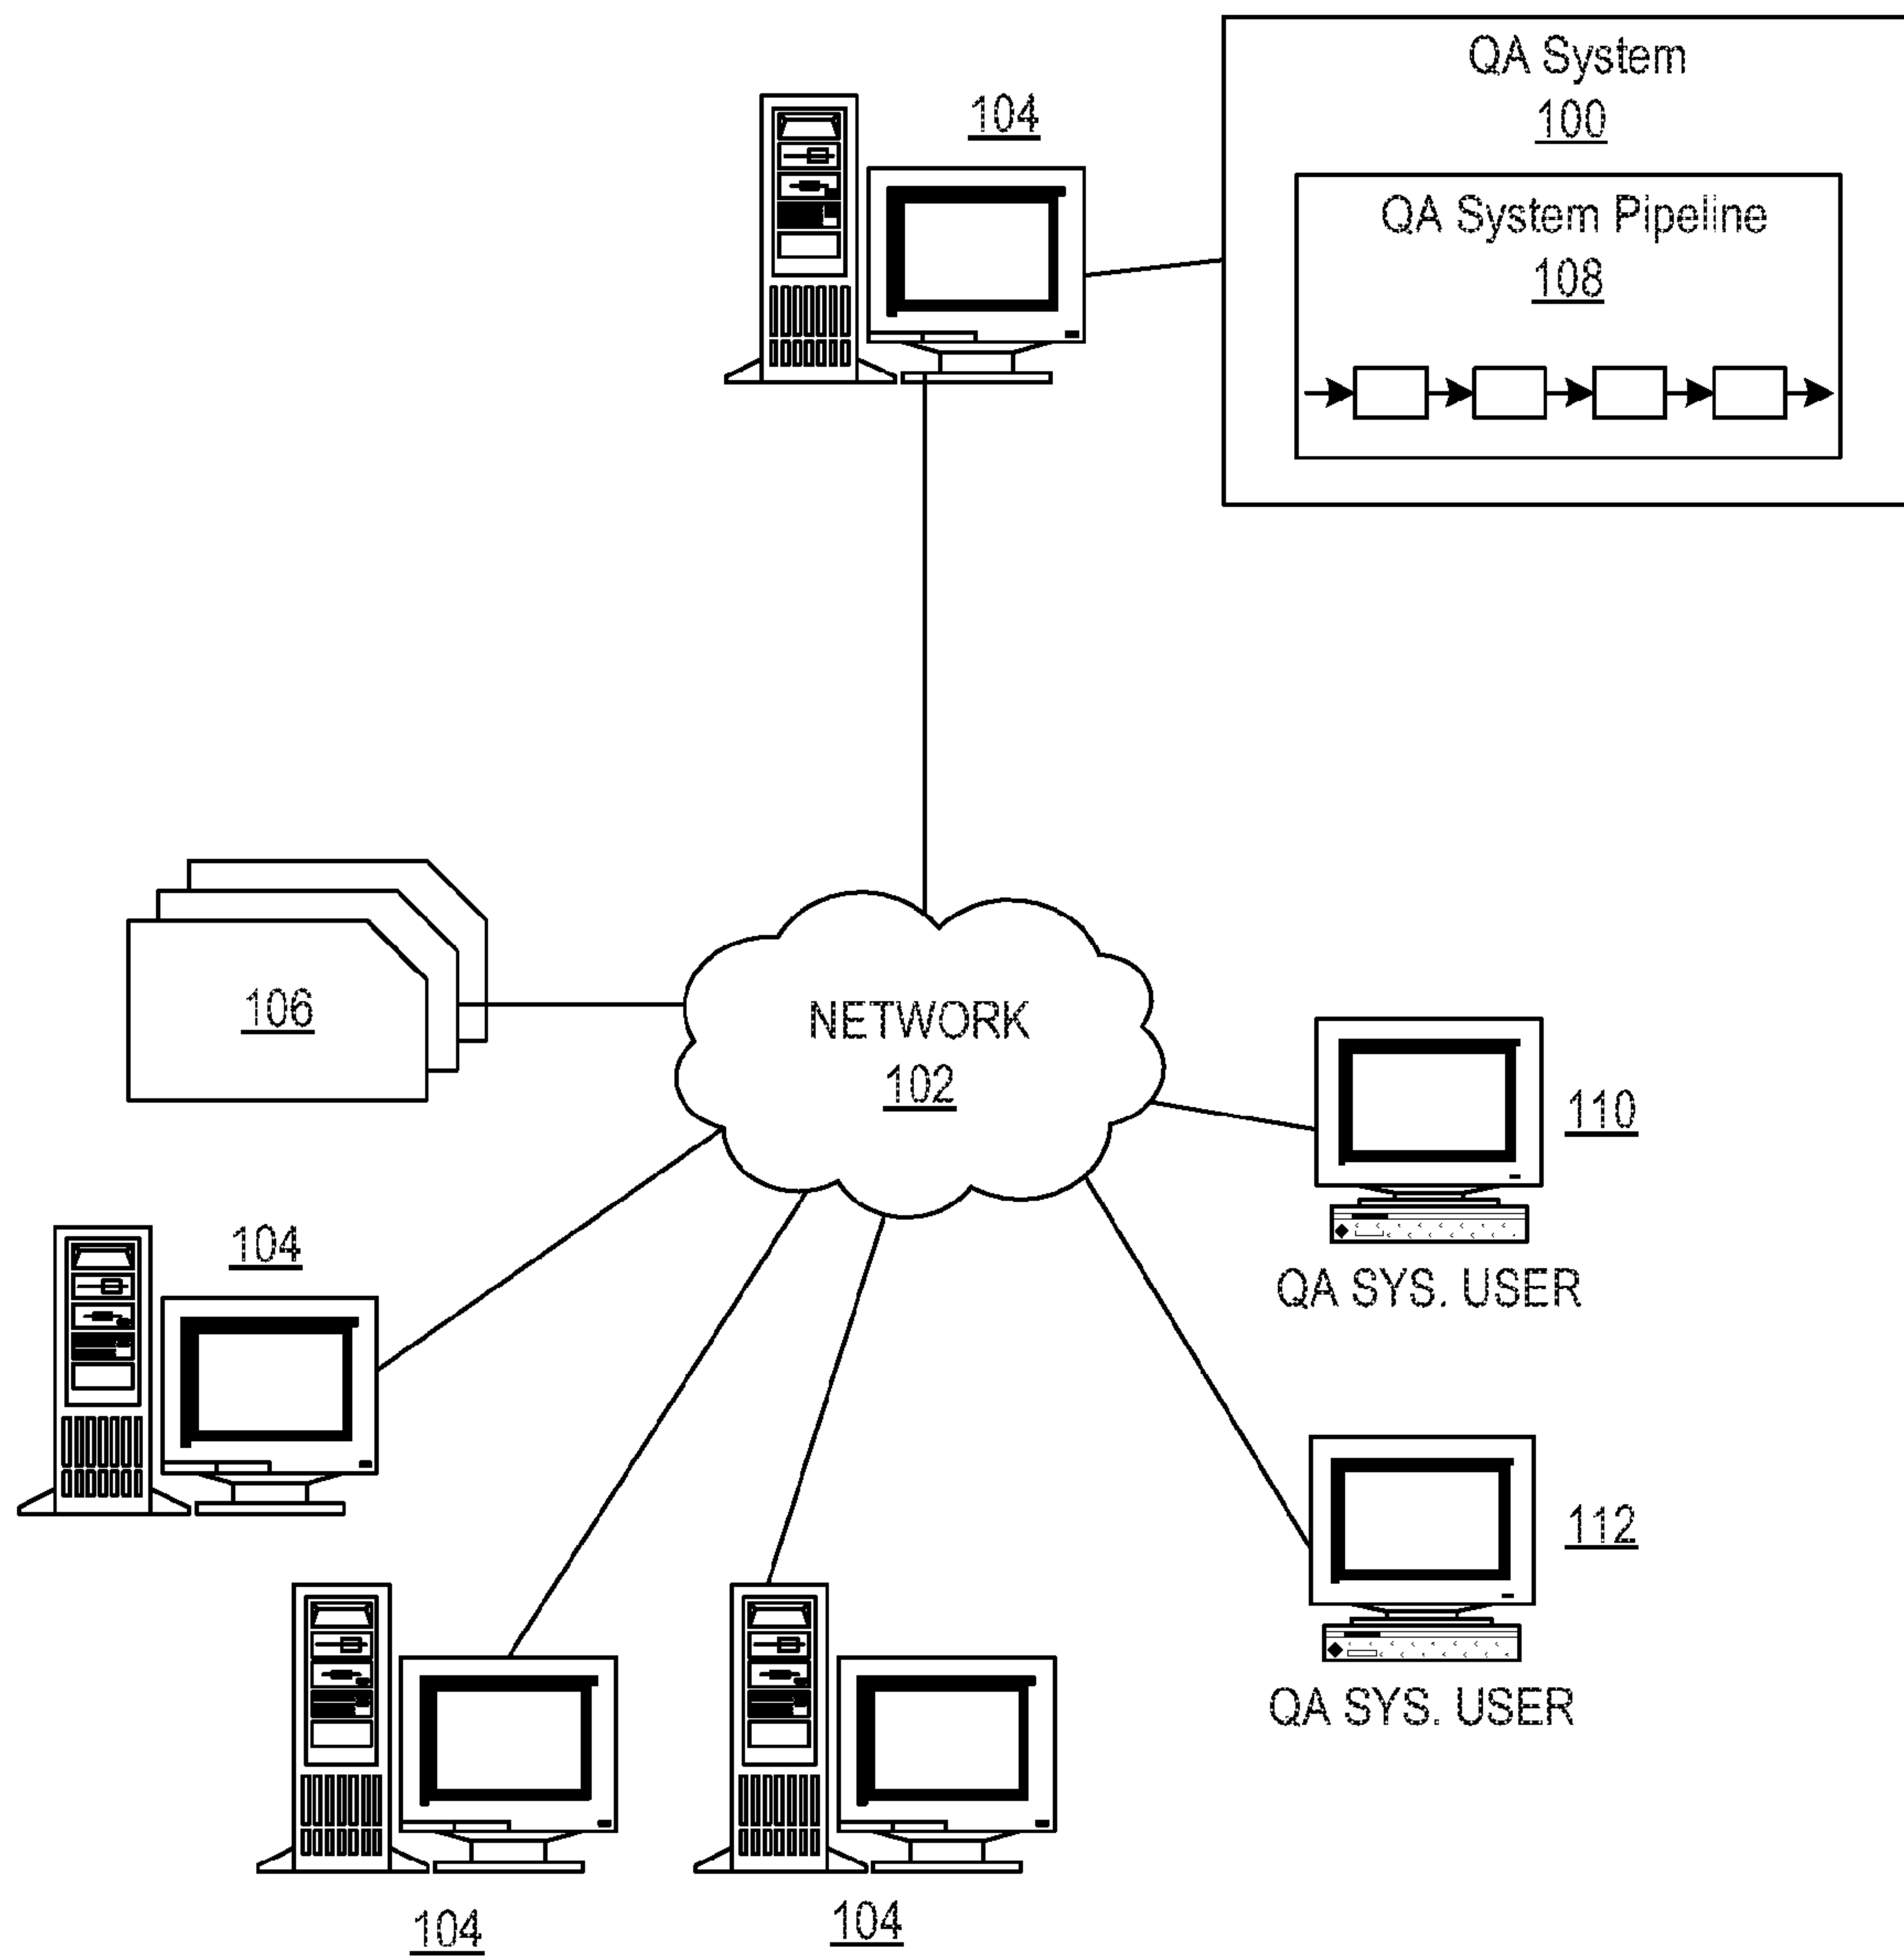 QA System
100
104
QA System Pipeline
108
106
NETWORK
102
110
QA SYS. USER
104
112
QA SYS. USER
104
104